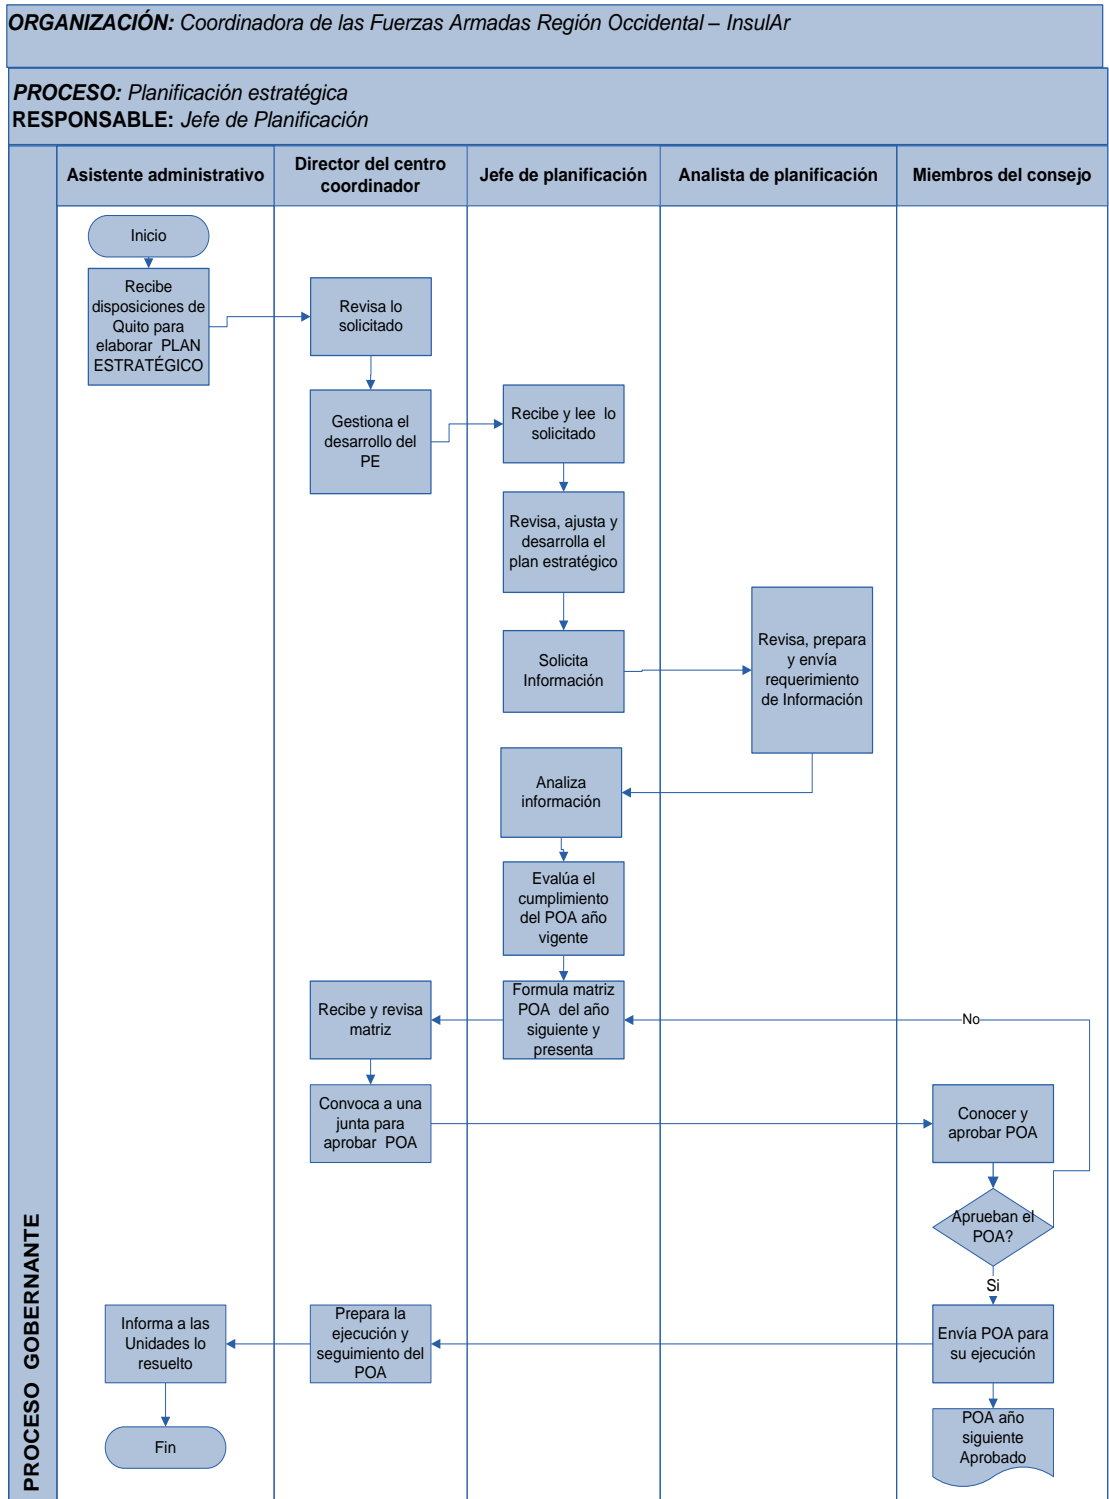 ORGANIZACIÓN: Coordinadora de las Fuerzas Armadas Región Occidental – InsulAr
PROCESO: Planificación estratégica
RESPONSABLE: Jefe de Planificación
Asistente administrativo
Director del centro
coordinador
Jefe de planificación
Analista de planificación
Miembros del consejo
Inicio
Recibe
disposiciones de
Quito para
elaborar PLAN
ESTRATÉGICO
Revisa lo
solicitado
Gestiona el
desarrollo del
PE
Recibe y lee lo
solicitado
Revisa, ajusta y
desarrolla el
plan estratégico
Solicita
Información
Revisa, prepara
y envía
requerimiento
de Información
Analiza
información
Evalúa el
cumplimiento
del POA año
vigente
Formula matriz
POA del año
siguiente y
presenta
Recibe y revisa
matriz
No
Convoca a una
junta para
aprobar POA
Conocer y
aprobar POA
Aprueban el
POA?
Si
Envía POA para
su ejecución
Prepara la
ejecución y
seguimiento del
POA
Informa a las
Unidades lo
resuelto
POA año
siguiente
Aprobado
Fin
PROCESO GOBERNANTE